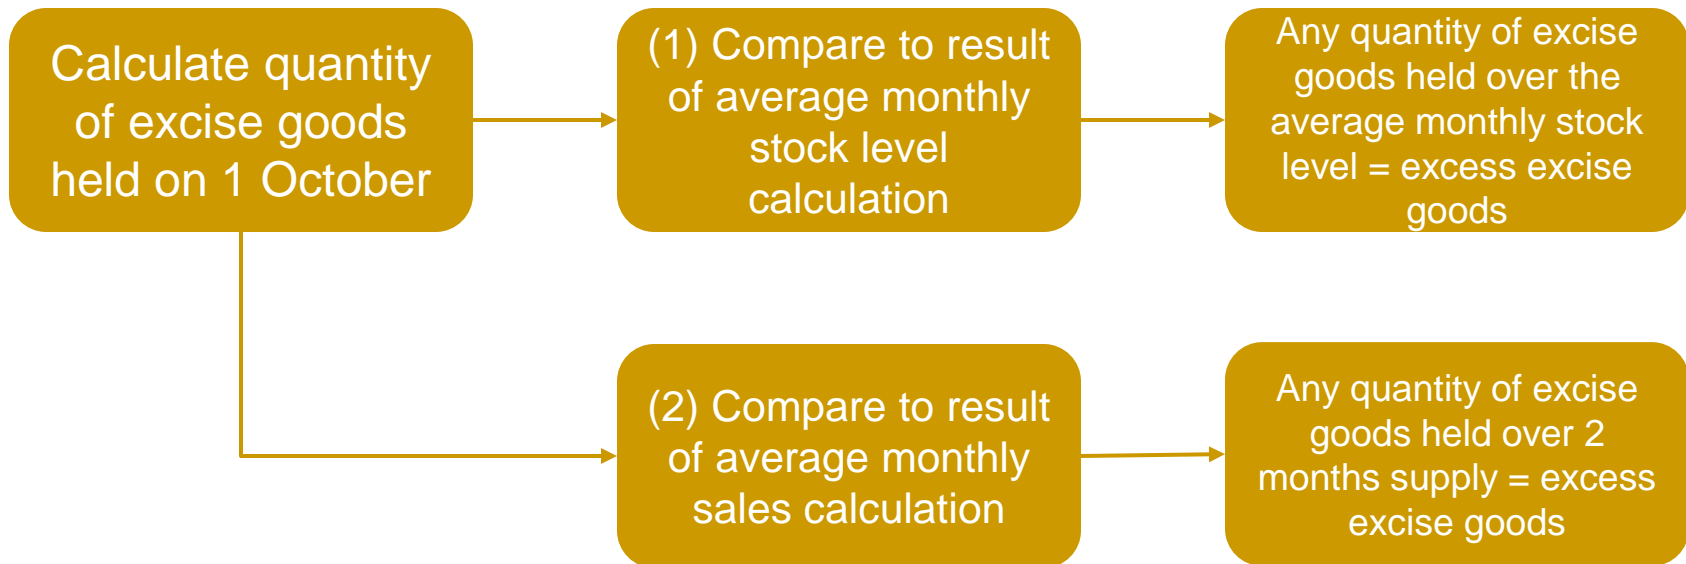 Calculate quantity
of excise goods
held on 1 October
(1) Compare to result
of average monthly
stock level
calculation
Any quantity of excise
goods held over the
average monthly stock
level = excess excise
goods
(2) Compare to result
of average monthly
sales calculation
Any quantity of excise
goods held over 2
months supply = excess
excise goods